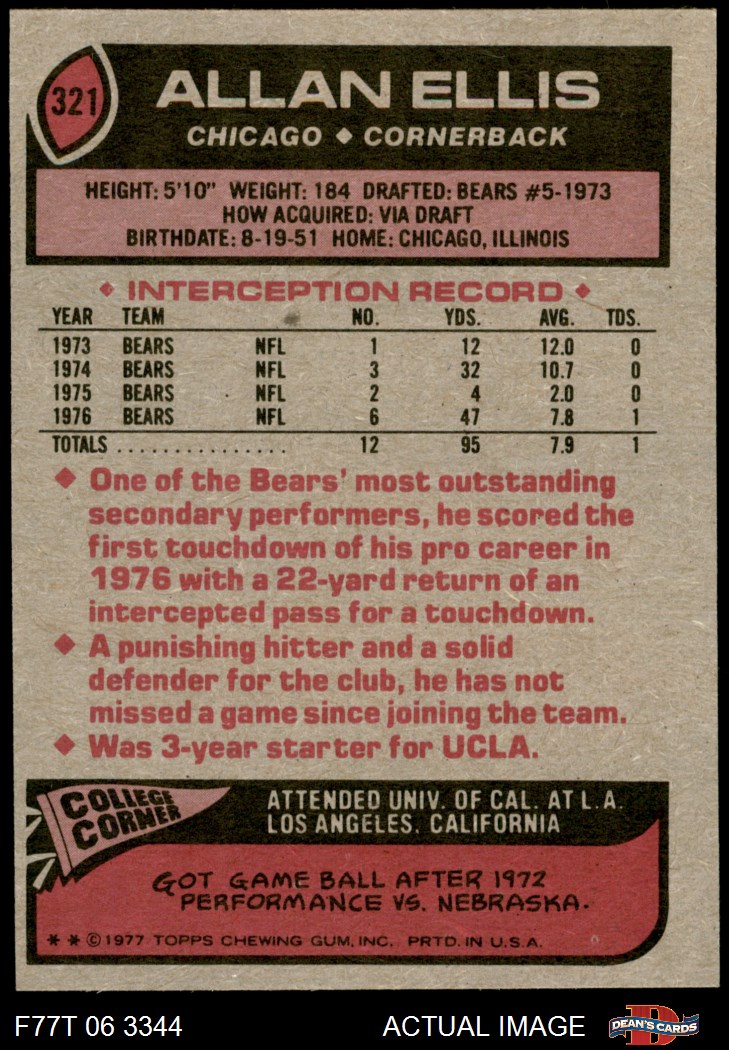 321
ALLAN ELLIS
CHICAGO ◆ CORNERBACK
HEIGHT: 5'10" WEIGHT: 184 DRAFTED: BEARS #5-1973
HOW ACQUIRED: VIA DRAFT
BIRTHDATE: 8-19-51 HOME: CHICAGO, ILLINOIS
◆ INTERCEPTION RECORD ◆
YEAR TEAM NO. YDS. AVG. TDS.
1973 BEARS NFL 1 12 12.0 0
1974 BEARS NFL 3 32 10.7 0
1975 BEARS NFL 2 4 2.0 0
1976 BEARS NFL 6 47 7.8 1
TOTALS ............... 12 95 7.9 1
◆ One of the Bears' most outstanding
secondary performers, he scored the
first touchdown of his pro career in
1976 with a 22-yard return of an
intercepted pass for a touchdown.
◆ A punishing hitter and a solid
defender for the club, he has not
missed a game since joining the team.
◆ Was 3-year starter for UCLA.
COLLEGE
CORNER
ATTENDED UNIV. OF CAL. AT L.A.
LOS ANGELES, CALIFORNIA
GOT GAME BALL AFTER 1972
PERFORMANCE VS. NEBRASKA.
* * © 1977 TOPPS CHEWING GUM, INC. PRTD. IN U.S.A.
F77T 06 3344
ACTUAL IMAGE
D
DEAN'S CARDS